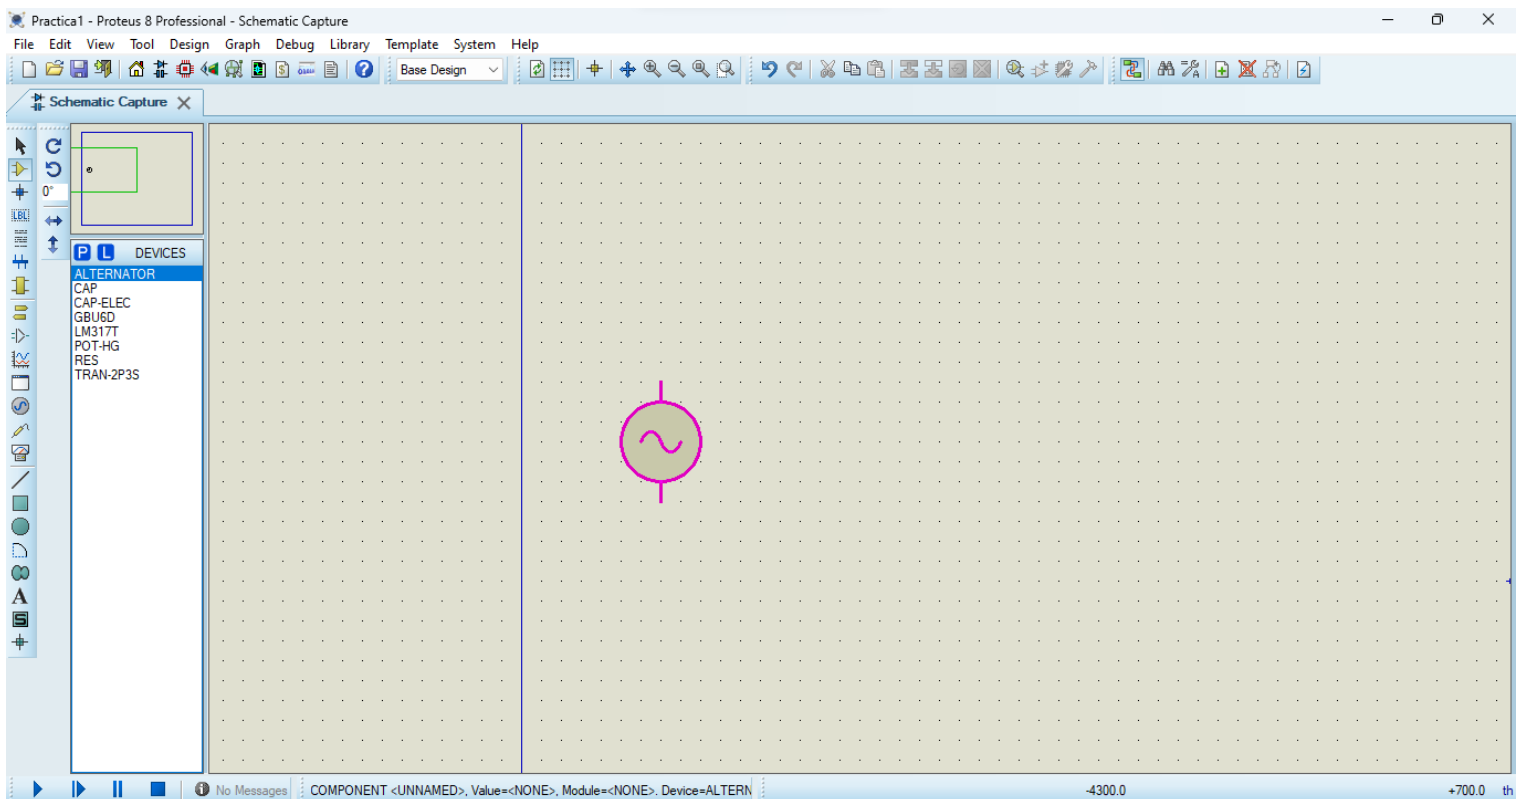 Practica1 - Proteus 8 Professional - Schematic Capture
File Edit View Tool Design Graph Debug Library Template System Help
Base Design
Schematic Capture
0°
LBL
P L DEVICES
ALTERNATOR
CAP
CAP-ELEC
GBU6D
LM317T
POT-HG
RES
TRAN-2P3S
A
S
No Messages
COMPONENT <UNNAMED>, Value=<NONE>, Module=<NONE>. Device=ALTERN
-4300.0
+700.0 th